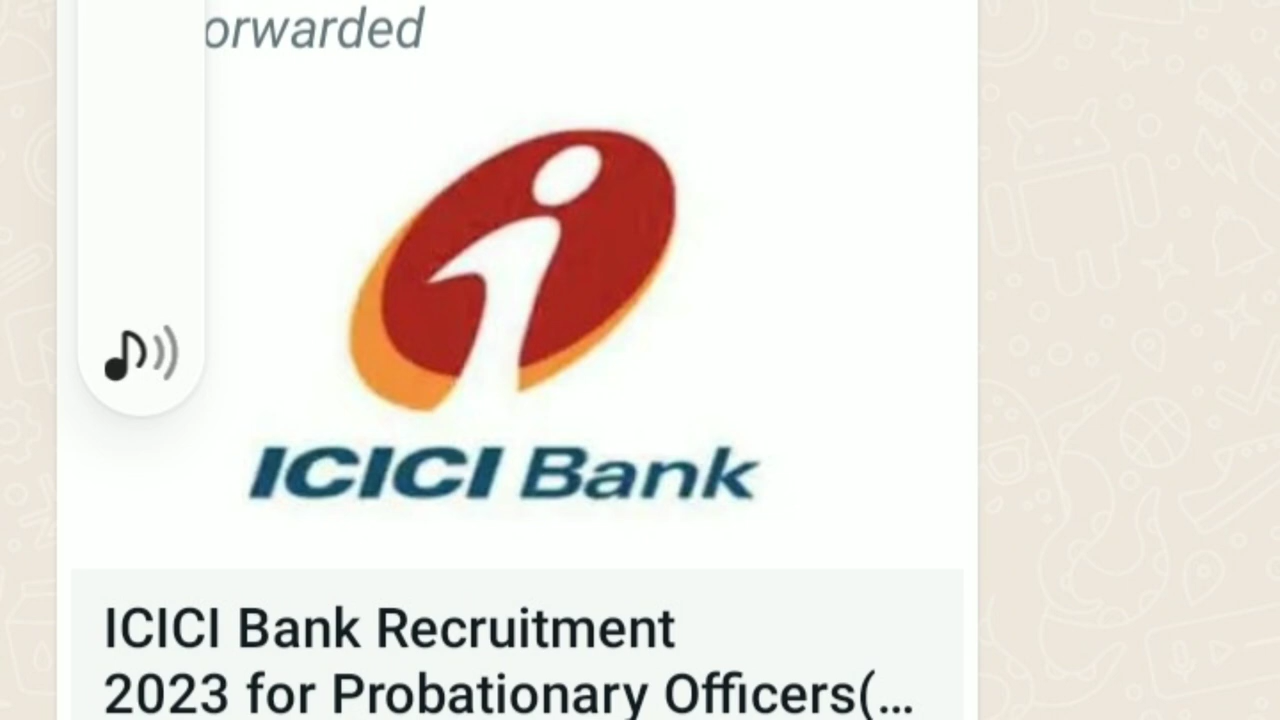 orwarded
ICICI Bank
ICICI Bank Recruitment
2023 for Probationary Officers(...